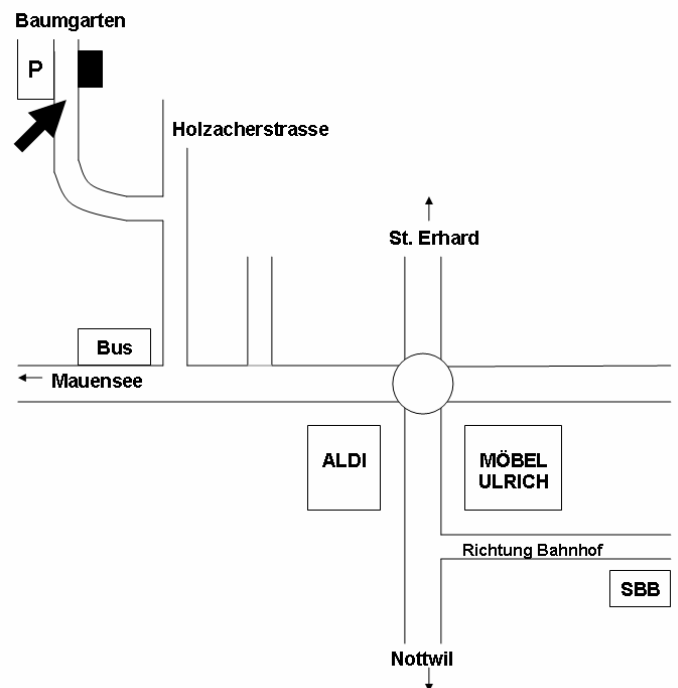 Baumgarten
P
Holzacherstrasse
St. Erhard
Bus
Mauensee
ALDI
MÖBEL
ULRICH
Richtung Bahnhof
SBB
Nottwil